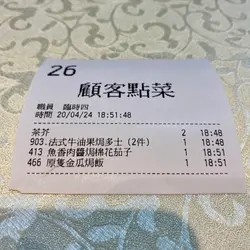 26
顧客點菜
職員 臨時四
時間 20/04/24 18:51:48
茶芥 2 18:48
903.法式牛油果焗多士(2件) 1 18:48
413 魚香肉醬焗棉花茄子 1 18:51
466 原隻金瓜焗飯 1 18:51